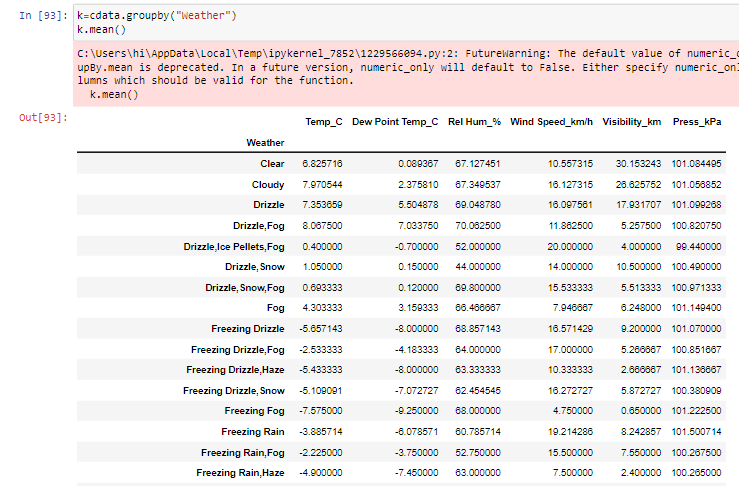 In [93]: k=cdata.groupby("Weather")
k.mean()
C:\Users\hi\AppData\Local\Temp\ipykernel_7852\1229566094.py:2: FutureWarning: The default value of numeric_
upBy.mean is deprecated. In a future version, numeric_only will default to False. Either specify numeric_onl
lumns which should be valid for the function.
k.mean()
Out[93]:
Temp_C Dew Point Temp_C Rel Hum_% Wind Speed_km/h Visibility_km Press_kPa
Weather
Clear 6.825716 0.089367 67.127451 10.557315 30.153243 101.084495
Cloudy 7.970544 2.375810 67.349537 16.127315 26.625752 101.056852
Drizzle 7.353659 5.504878 69.048780 16.097561 17.931707 101.099268
Drizzle,Fog 8.067500 7.033750 70.062500 11.862500 5.257500 100.820750
Drizzle,Ice Pellets,Fog 0.400000 -0.700000 52.000000 20.000000 4.000000 99.440000
Drizzle,Snow 1.050000 0.150000 44.000000 14.000000 10.500000 100.490000
Drizzle,Snow,Fog 0.693333 0.120000 69.800000 15.533333 5.513333 100.971333
Fog 4.303333 3.159333 66.466667 7.946667 6.248000 101.149400
Freezing Drizzle -5.657143 -8.000000 68.857143 16.571429 9.200000 101.070000
Freezing Drizzle,Fog -2.533333 -4.183333 64.000000 17.000000 5.266667 100.851667
Freezing Drizzle,Haze -5.433333 -8.000000 63.333333 10.333333 2.666667 101.136667
Freezing Drizzle,Snow -5.109091 -7.072727 62.454545 16.272727 5.872727 100.380909
Freezing Fog -7.575000 -9.250000 68.000000 4.750000 0.650000 101.222500
Freezing Rain -3.885714 -6.078571 60.785714 19.214286 8.242857 101.500714
Freezing Rain,Fog -2.225000 -3.750000 52.750000 15.500000 7.550000 100.267500
Freezing Rain,Haze -4.900000 -7.450000 63.000000 7.500000 2.400000 100.265000